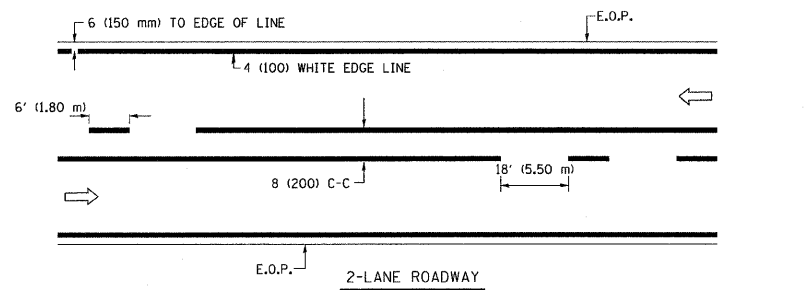 6 (150 mm) TO EDGE OF LINE
E.O.P.
4 (100) WHITE EDGE LINE
6' (1.80 m)
18' (5.50 m)
8 (200) C-C
E.O.P.
2-LANE ROADWAY